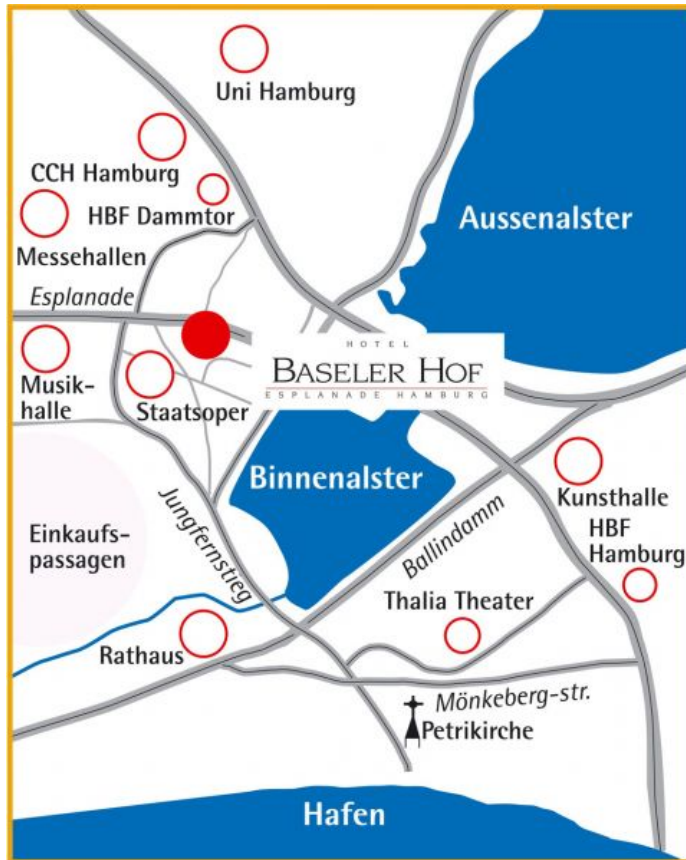 Uni Hamburg
CCH Hamburg
HBF Dammtor
Messehallen
Aussenalster
Esplanade
HOTEL
BASELER HOF
ESPLANADE HAMBURG
Musik-
halle
Staatsoper
Binnenalster
Jungfernstieg
Einkaufs-
passagen
Ballindamm
Kunsthalle
HBF
Hamburg
Thalia Theater
Rathaus
Mönkeberg-str.
Petrikirche
Hafen